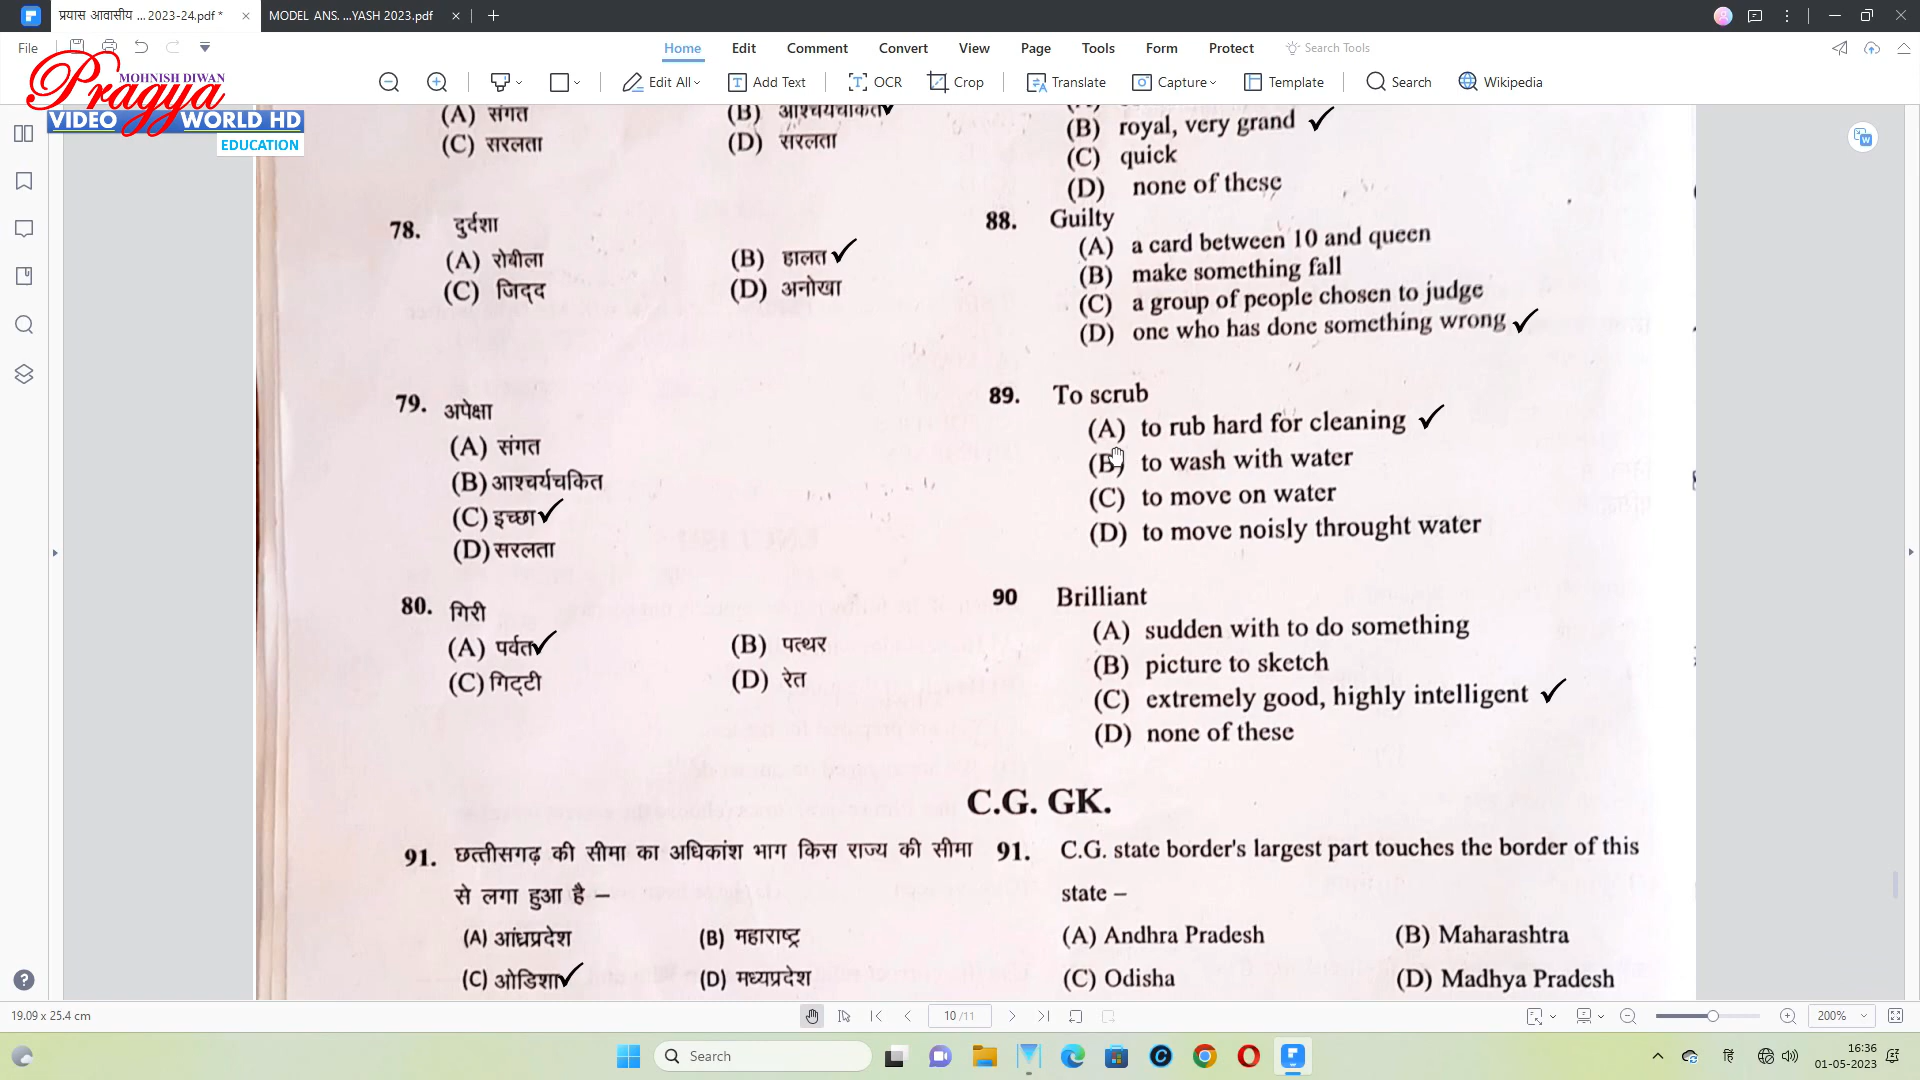 प्रयास आवासीय ... 2023-24.pdf *
MODEL ANS. ...YASH 2023.pdf
File
Home Edit Comment Convert View Page Tools Form Protect Search Tools
Pragya
MOHNISH DIWAN
VIDEO WORLD HD
EDUCATION
Edit All Add Text OCR Crop Translate Capture Template Search Wikipedia
(A) संगत (B) आश्चर्यचकित
(C) सरलता (D) सरलता
78. दुर्दशा
(A) रोबीला (B) हालत
(C) जिद्द (D) अनोखा
79. अपेक्षा
(A) संगत
(B) आश्चर्यचकित
(C) इच्छा
(D) सरलता
80. गिरी
(A) पर्वत (B) पत्थर
(C) गिट्टी (D) रेत
(B) royal, very grand
(C) quick
(D) none of these
88. Guilty
(A) a card between 10 and queen
(B) make something fall
(C) a group of people chosen to judge
(D) one who has done something wrong
89. To scrub
(A) to rub hard for cleaning
(B) to wash with water
(C) to move on water
(D) to move noisly throught water
90 Brilliant
(A) sudden with to do something
(B) picture to sketch
(C) extremely good, highly intelligent
(D) none of these
C.G. GK.
91. छत्तीसगढ़ की सीमा का अधिकांश भाग किस राज्य की सीमा
से लगा हुआ है –
(A) आंध्रप्रदेश (B) महाराष्ट्र
(C) ओडिशा (D) मध्यप्रदेश
91. C.G. state border's largest part touches the border of this
state –
(A) Andhra Pradesh (B) Maharashtra
(C) Odisha (D) Madhya Pradesh
19.09 x 25.4 cm
10 /11
200%
Search
हिं
16:36
01-05-2023